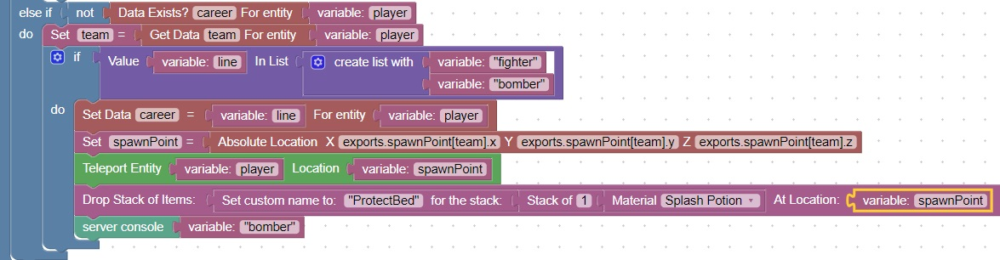 else if not Data Exists? career For entity variable: player
do Set team = Get Data team For entity variable: player
if Value variable: line In List create list with variable: "fighter"
variable: "bomber"
do Set Data career = variable: line For entity variable: player
Set spawnPoint = Absolute Location X exports.spawnPoint[team].x Y exports.spawnPoint[team].y Z exports.spawnPoint[team].z
Teleport Entity variable: player Location variable: spawnPoint
Drop Stack of Items: Set custom name to: "ProtectBed" for the stack: Stack of 1 Material Splash Potion At Location: variable: spawnPoint
server console variable: "bomber"